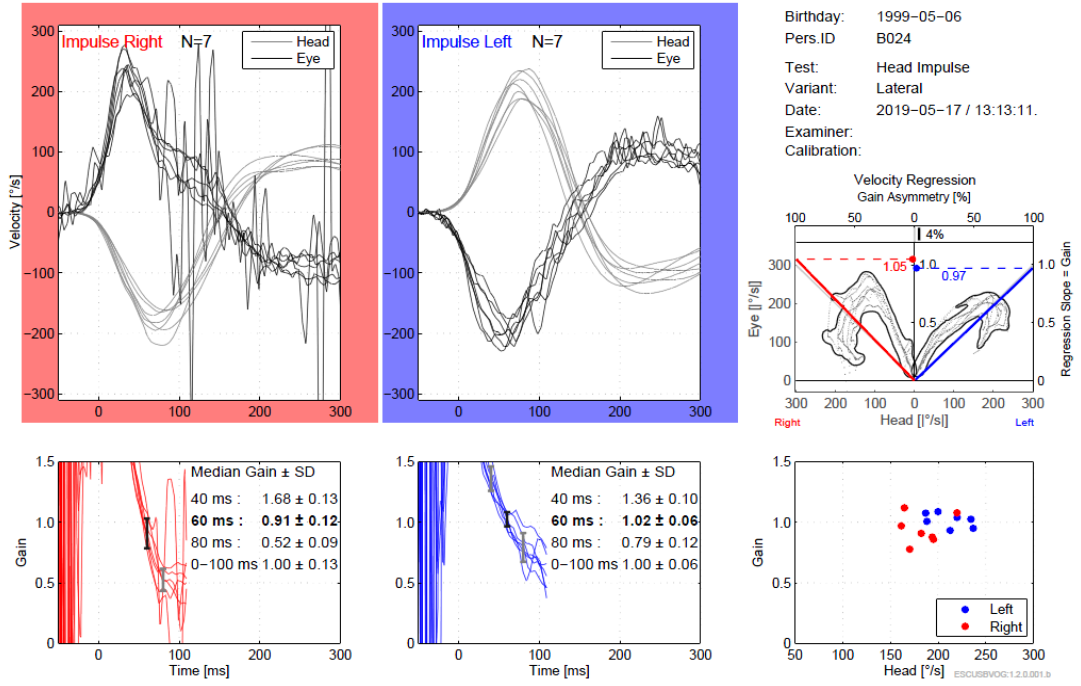 Impulse Right N=7
Head
Eye
300
200
100
0
−100
−200
−300
Velocity [°/s]
0 100 200 300
Impulse Left N=7
Head
Eye
300
200
100
0
−100
−200
−300
0 100 200 300
Birthday: 1999−05−06
Pers.ID B024
Test: Head Impulse
Variant: Lateral
Date: 2019−05−17 / 13:13:11.
Examiner:
Calibration:
Velocity Regression
Gain Asymmetry [%]
100 50 0 50 100
4%
1.05
0.97
300
200
100
0
Eye [|°/s|]
1.0
0.5
1.0
0.5
0
Regression Slope = Gain
300 200 100 0 100 200 300
Right Head [|°/s|] Left
1.5
1.0
0.5
0
Gain
Median Gain ± SD
40 ms : 1.68 ± 0.13
60 ms : 0.91 ± 0.12
80 ms : 0.52 ± 0.09
0−100 ms : 1.00 ± 0.13
0 100 200 300
Time [ms]
1.5
1.0
0.5
0
Median Gain ± SD
40 ms : 1.36 ± 0.10
60 ms : 1.02 ± 0.06
80 ms : 0.79 ± 0.12
0−100 ms : 1.00 ± 0.06
0 100 200 300
Time [ms]
1.5
1.0
0.5
0
Gain
Left
Right
50 100 150 200 250 300
Head [°/s]
ESCUSBVOG:1.2.0.001.b